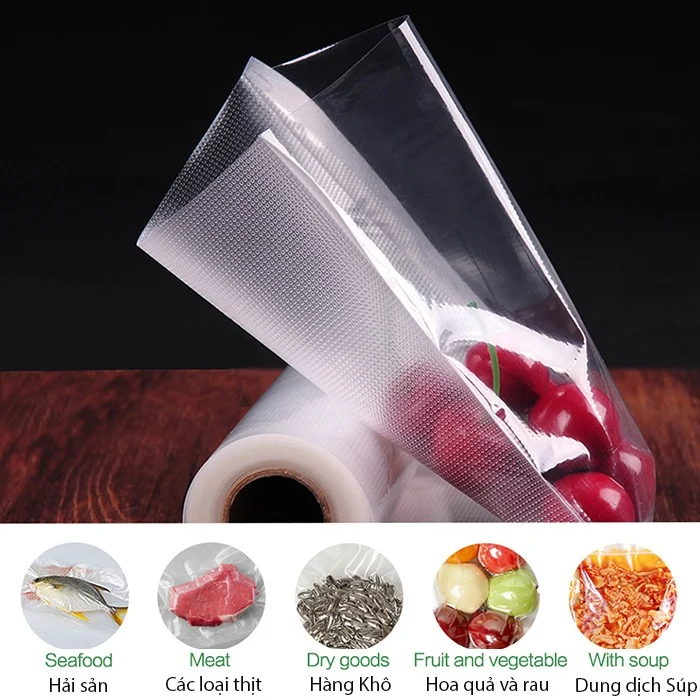 Seafood Meat Dry goods Fruit and vegetable With soup
Hải sản Các loại thịt Hàng Khô Hoa quả và rau Dung dịch Súp